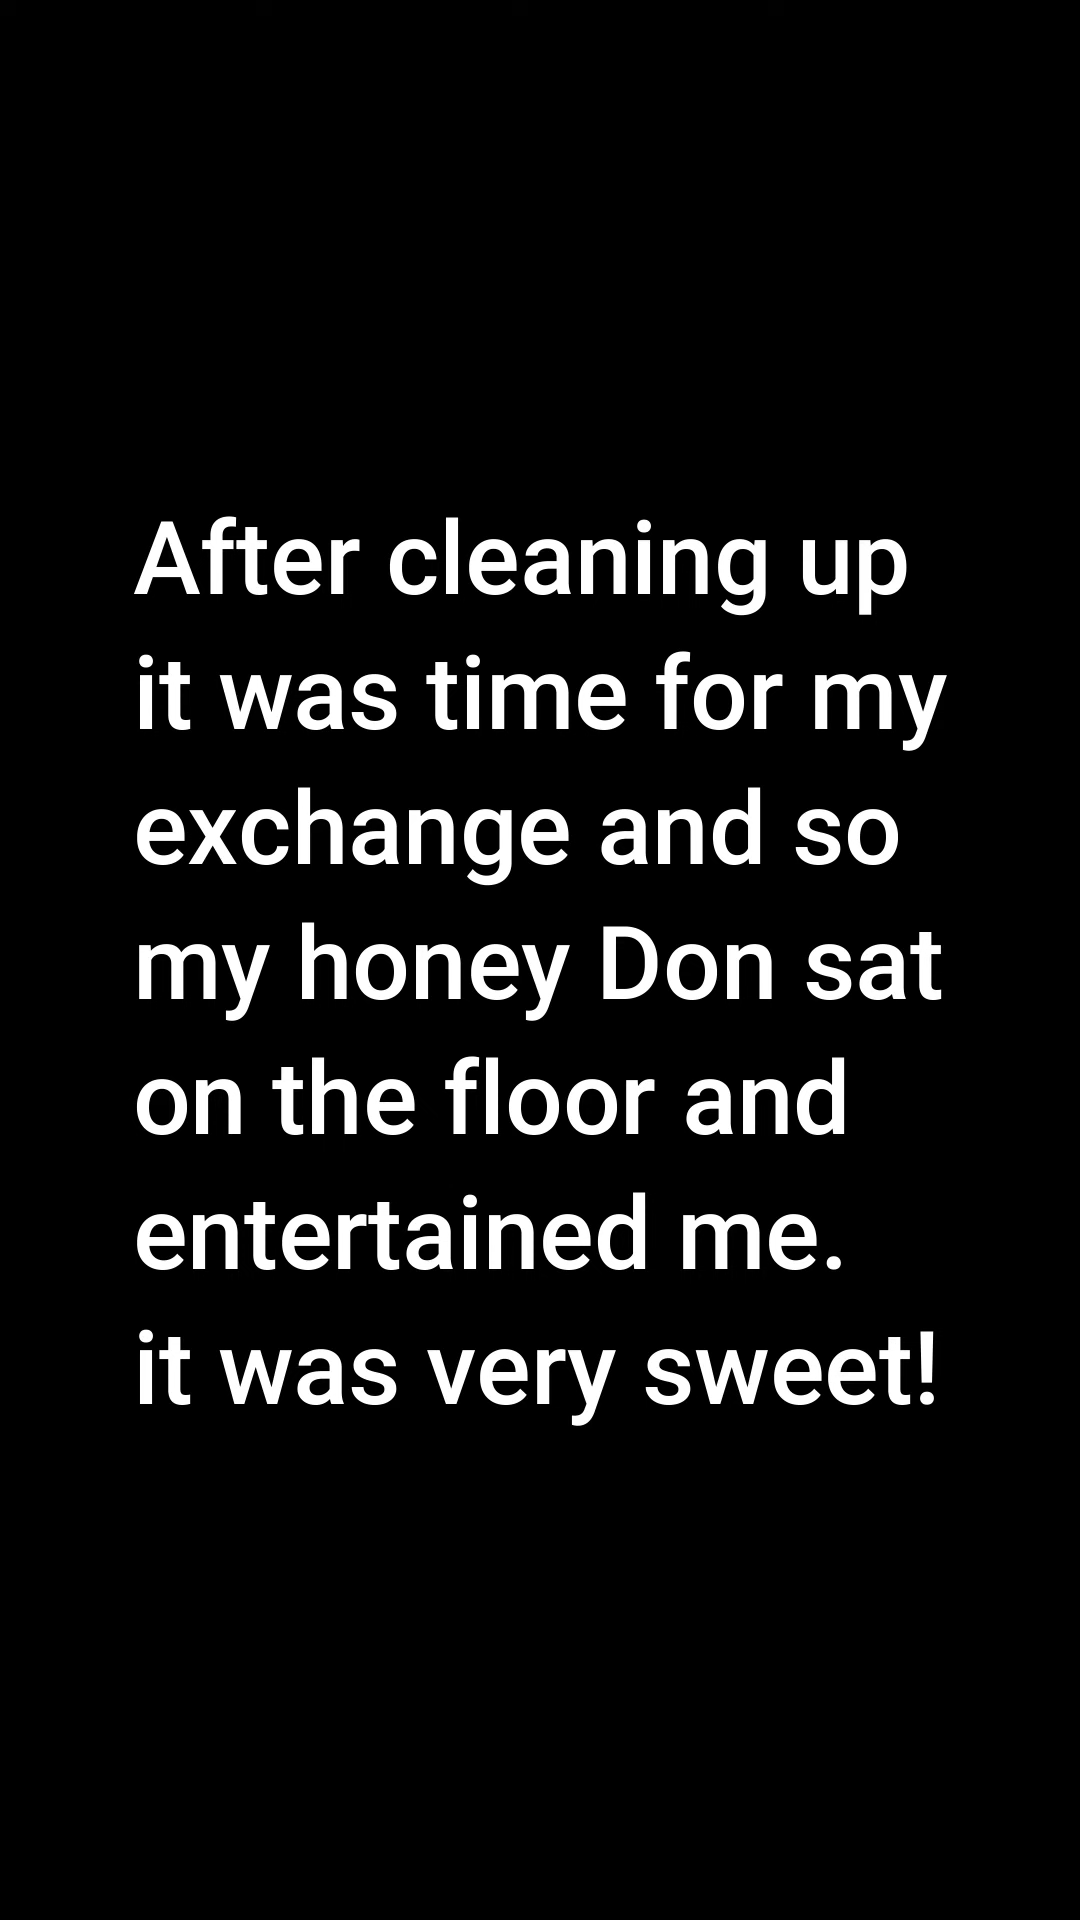 After cleaning up
it was time for my
exchange and so
my honey Don sat
on the floor and
entertained me.
it was very sweet!